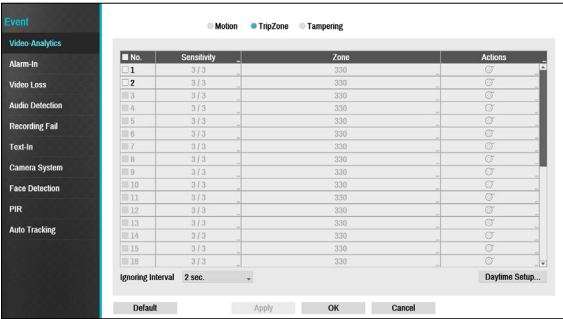 Event
Video-Analytics
Alarm-In
Video Loss
Audio Detection
Recording Fail
Text-In
Camera System
Face Detection
PIR
Auto Tracking
Motion TripZone Tampering
No. Sensitivity Zone Actions
1 3 / 3 330
2 3 / 3 330
3 3 / 3 330
4 3 / 3 330
5 3 / 3 330
6 3 / 3 330
7 3 / 3 330
8 3 / 3 330
9 3 / 3 330
10 3 / 3 330
11 3 / 3 330
12 3 / 3 330
13 3 / 3 330
14 3 / 3 330
15 3 / 3 330
16 3 / 3 330
Ignoring Interval 2 sec. Daytime Setup...
Default Apply OK Cancel